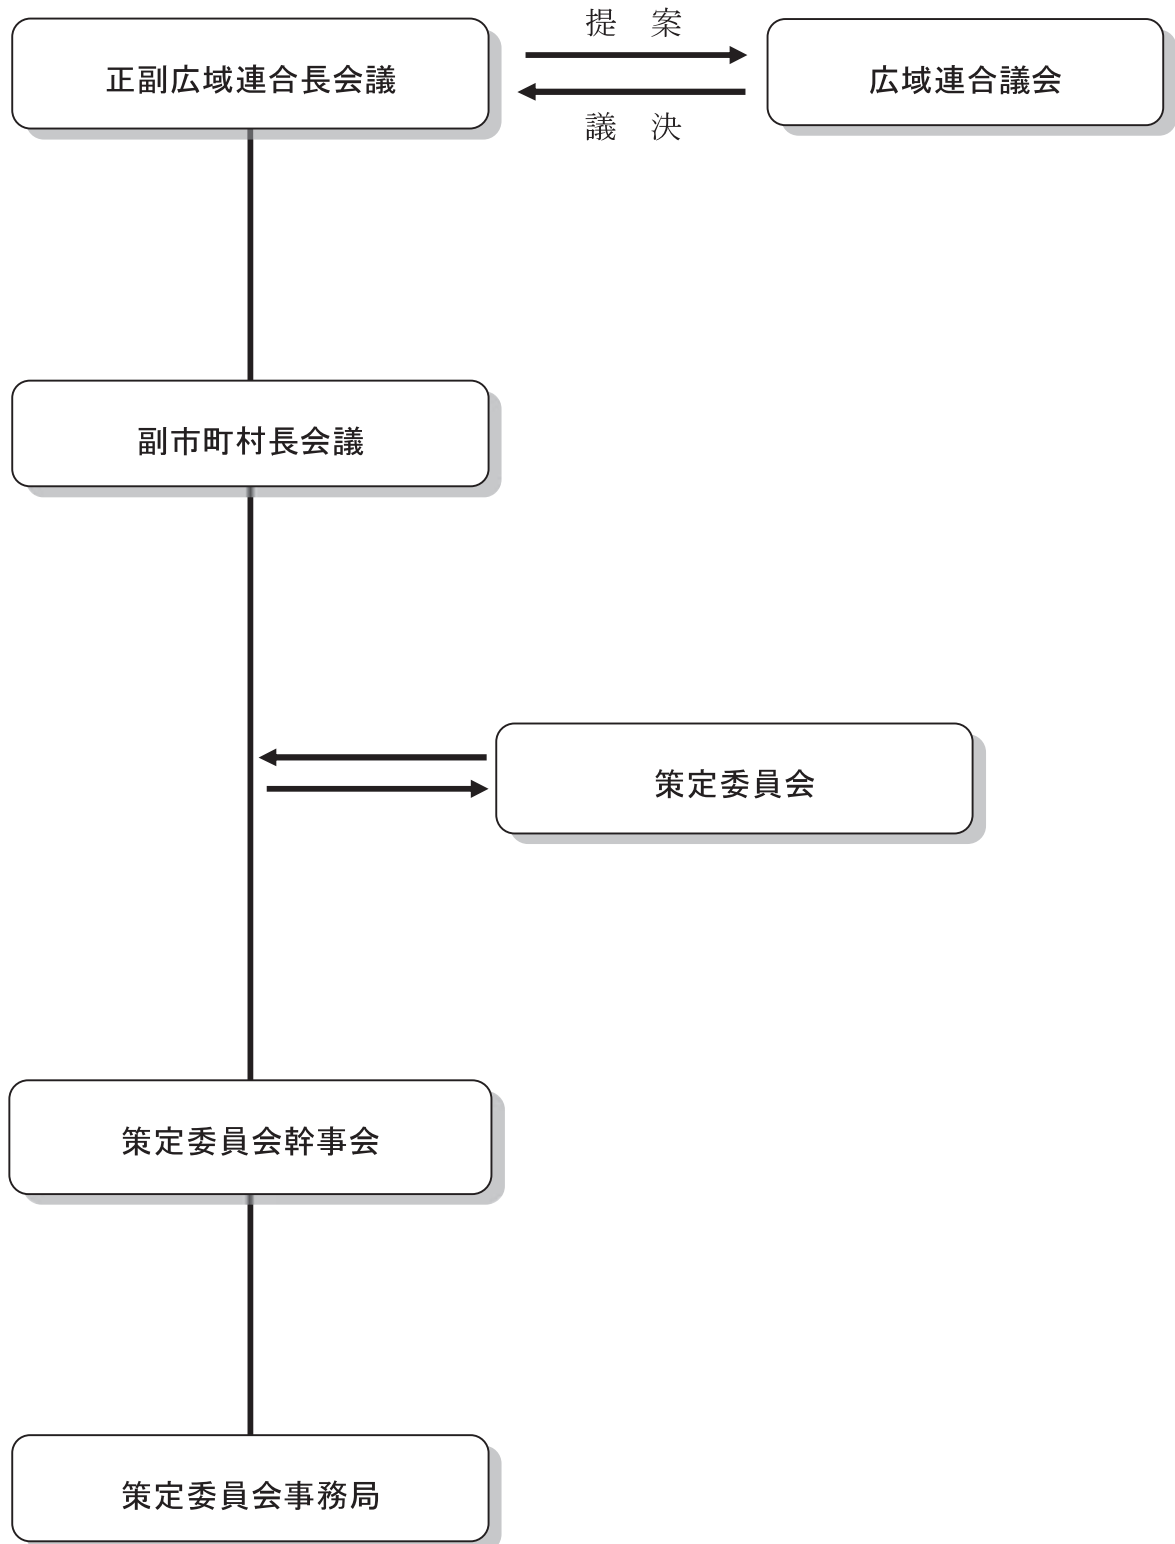 提　案
正副広域連合長会議
広域連合議会
議　決
副市町村長会議
策定委員会
策定委員会幹事会
策定委員会事務局